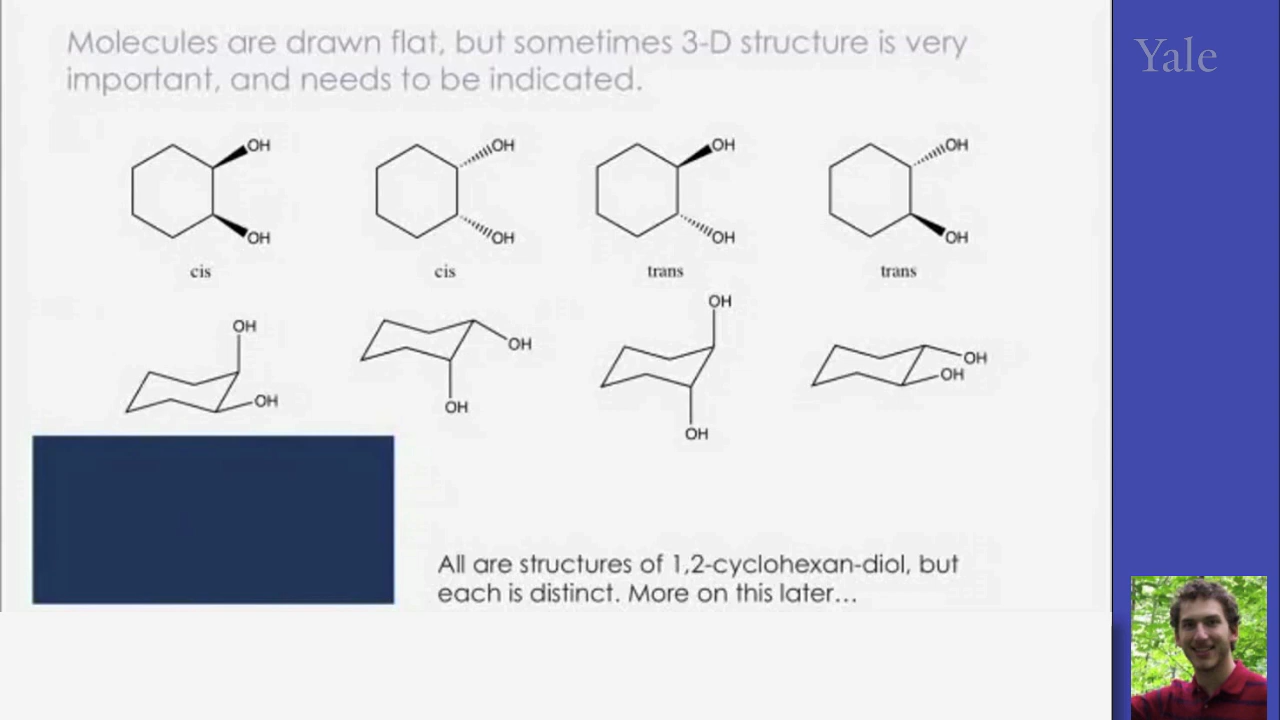 Molecules are drawn flat, but sometimes 3-D structure is very
important, and needs to be indicated.
Yale
OH
OH
OH
OH
OH
OH
OH
OH
cis
cis
trans
trans
OH
OH
OH
OH
OH
OH
OH
OH
All are structures of 1,2-cyclohexan-diol, but
each is distinct. More on this later...